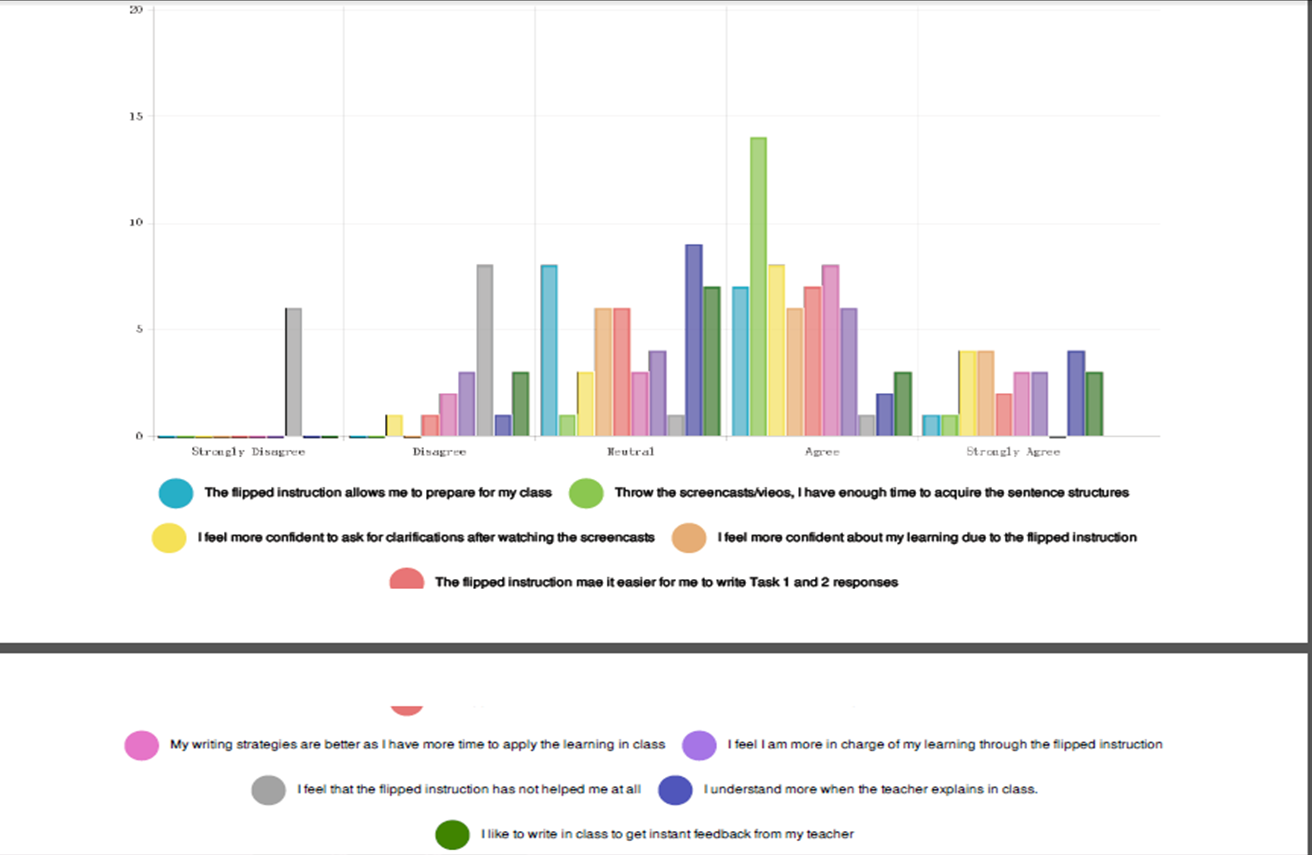 20
15
10
5
0
Strongly Disagree Disagree Neutral Agree Strongly Agree
The flipped instruction allows me to prepare for my class Throw the screencasts/vieos, I have enough time to acquire the sentence structures
I feel more confident to ask for clarifications after watching the screencasts I feel more confident about my learning due to the flipped instruction
The flipped instruction mae it easier for me to write Task 1 and 2 responses
My writing strategies are better as I have more time to apply the learning in class I feel I am more in charge of my learning through the flipped instruction
I feel that the flipped instruction has not helped me at all I understand more when the teacher explains in class.
I like to write in class to get instant feedback from my teacher